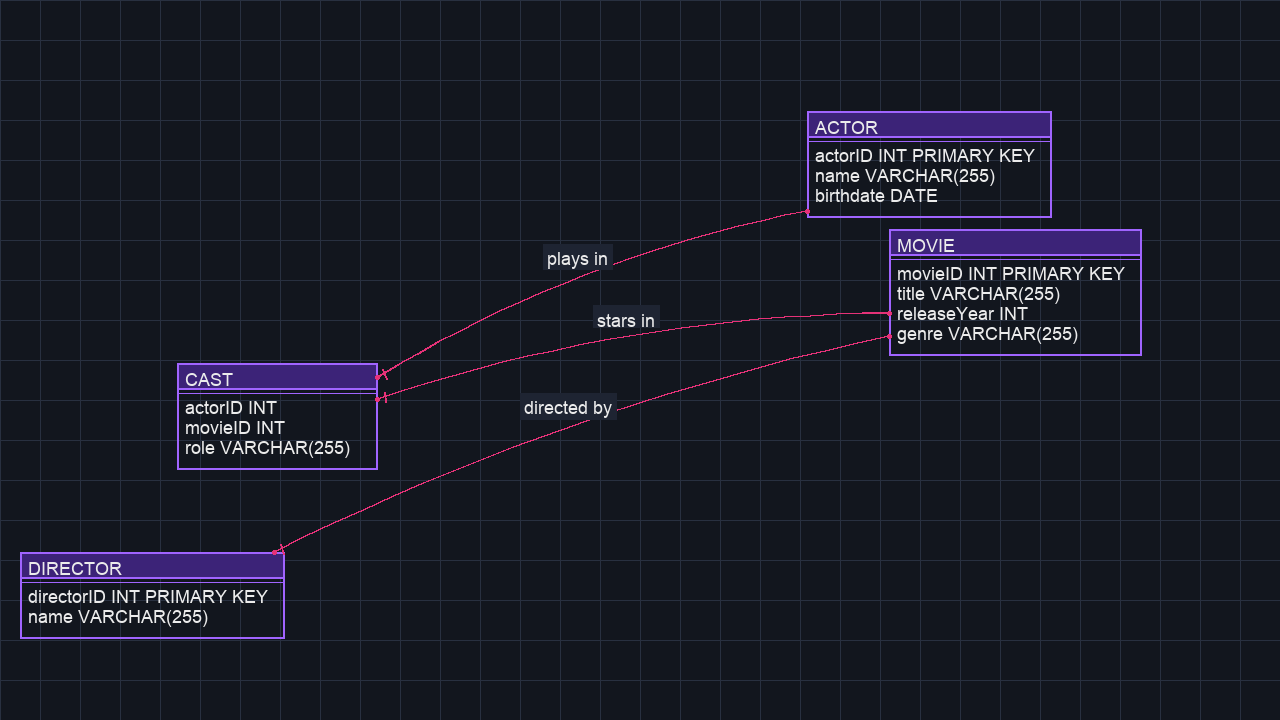 ACTOR
actorID INT PRIMARY KEY
name VARCHAR(255)
birthdate DATE
MOVIE
movieID INT PRIMARY KEY
title VARCHAR(255)
releaseYear INT
genre VARCHAR(255)
plays in
stars in
directed by
CAST
actorID INT
movieID INT
role VARCHAR(255)
DIRECTOR
directorID INT PRIMARY KEY
name VARCHAR(255)